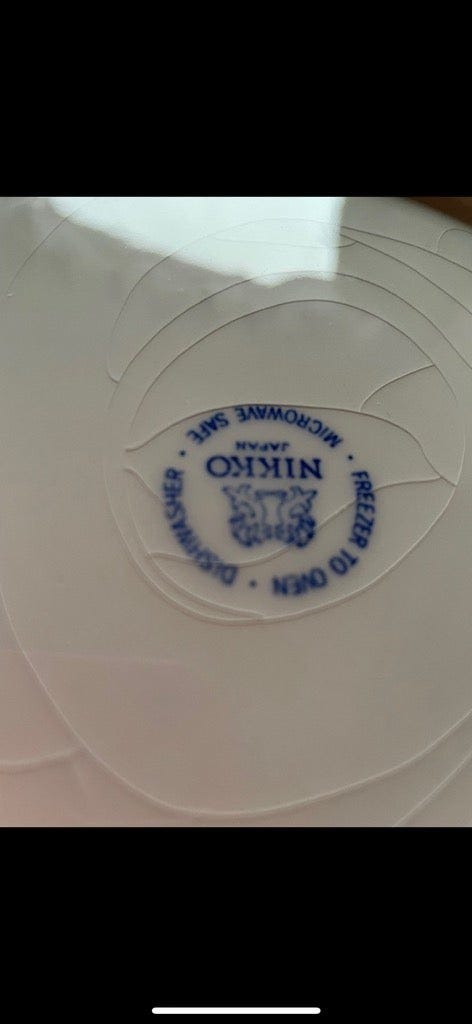 NIKKO
JAPAN
FREEZER TO OVEN • DISHWASHER • MICROWAVE SAFE •